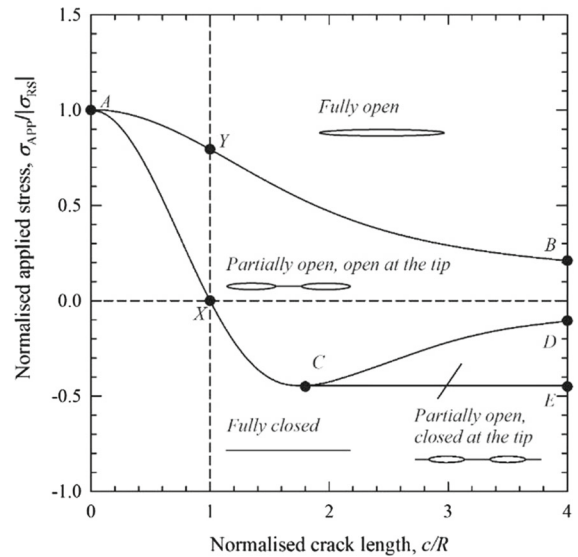 1.5
1.0
0.5
0.0
-0.5
-1.0
Normalised applied stress, σAPP/|σRS|
A
Fully open
Y
B
Partially open, open at the tip
X
C
D
E
Fully closed
Partially open,
closed at the tip
0 1 2 3 4
Normalised crack length, c/R